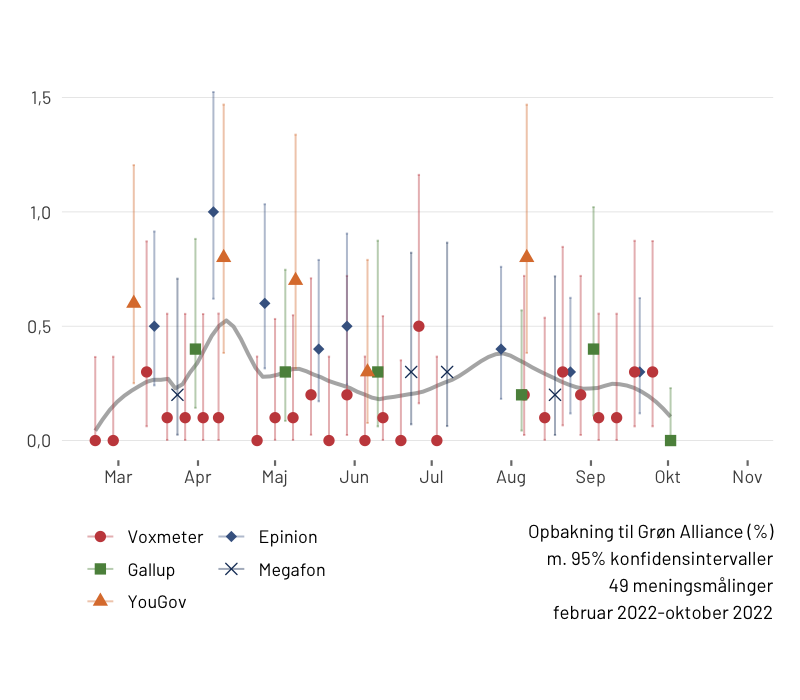 1,5
1,0
0,5
0,0
Mar Apr Maj Jun Jul Aug Sep Okt Nov
Voxmeter Epinion
Gallup Megafon
YouGov
Opbakning til Grøn Alliance (%)
m. 95% konfidensintervaller
49 meningsmålinger
februar 2022-oktober 2022